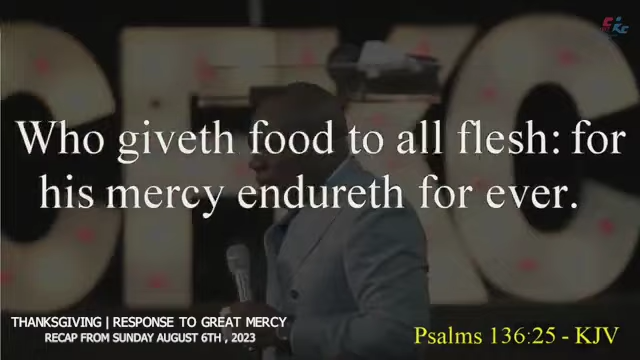 Who giveth food to all flesh: for
his mercy endureth for ever.
THANKSGIVING | RESPONSE TO GREAT MERCY
RECAP FROM SUNDAY AUGUST 6TH , 2023
Psalms 136:25 - KJV